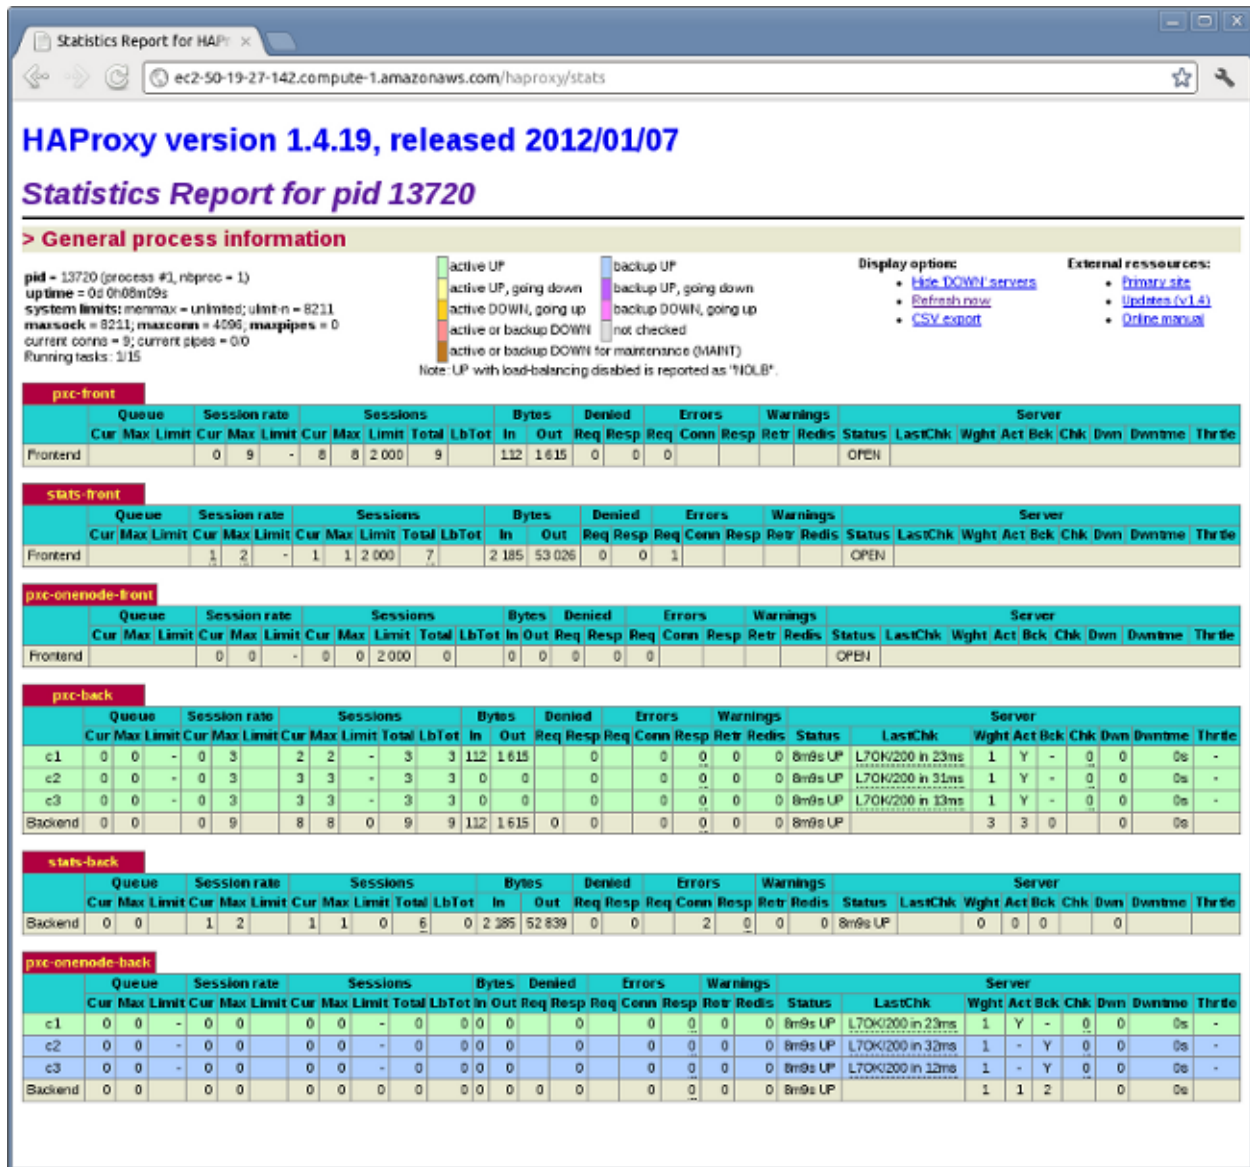 Statistics Report for HAPr ×
ec2-50-19-27-142.compute-1.amazonaws.com/haproxy/stats
HAProxy version 1.4.19, released 2012/01/07
Statistics Report for pid 13720
> General process information
pid = 13720 (process #1, nbproc = 1)
uptime = 0d 0h08m09s
system limits: memmax = unlimited; ulimit-n = 8211
maxsock = 8211; maxconn = 4096; maxpipes = 0
current conns = 9; current pipes = 0/0
Running tasks: 1/15
active UP backup UP
active UP, going down backup UP, going down
active DOWN, going up backup DOWN, going up
active or backup DOWN not checked
active or backup DOWN for maintenance (MAINT)
Note: UP with load-balancing disabled is reported as "NOLB".
Display option:
• Hide 'DOWN' servers
• Refresh now
• CSV export
External ressources:
• Primary site
• Updates (v1.4)
• Online manual
pxc-front
Queue Session rate Sessions Bytes Denied Errors Warnings Server
Cur Max Limit Cur Max Limit Cur Max Limit Total LbTot In Out Req Resp Req Conn Resp Retr Redis Status LastChk Wght Act Bck Chk Dwn Dwntme Thrtle
Frontend 0 9 - 8 8 2 000 9 112 1 615 0 0 0 OPEN
stats-front
Queue Session rate Sessions Bytes Denied Errors Warnings Server
Cur Max Limit Cur Max Limit Cur Max Limit Total LbTot In Out Req Resp Req Conn Resp Retr Redis Status LastChk Wght Act Bck Chk Dwn Dwntme Thrtle
Frontend 1 2 - 1 1 2 000 7 2 185 53 026 0 0 1 OPEN
pxc-onenode-front
Queue Session rate Sessions Bytes Denied Errors Warnings Server
Cur Max Limit Cur Max Limit Cur Max Limit Total LbTot In Out Req Resp Req Conn Resp Retr Redis Status LastChk Wght Act Bck Chk Dwn Dwntme Thrtle
Frontend 0 0 - 0 0 2 000 0 0 0 0 0 0 OPEN
pxc-back
Queue Session rate Sessions Bytes Denied Errors Warnings Server
Cur Max Limit Cur Max Limit Cur Max Limit Total LbTot In Out Req Resp Req Conn Resp Retr Redis Status LastChk Wght Act Bck Chk Dwn Dwntme Thrtle
c1 0 0 - 0 3 2 2 - 3 3 112 1 615 0 0 0 0 0 8m9s UP L7OK/200 in 23ms 1 Y - 0 0 0s -
c2 0 0 - 0 3 3 3 - 3 3 0 0 0 0 0 0 0 8m9s UP L7OK/200 in 31ms 1 Y - 0 0 0s -
c3 0 0 - 0 3 3 3 - 3 3 0 0 0 0 0 0 0 8m9s UP L7OK/200 in 13ms 1 Y - 0 0 0s -
Backend 0 0 0 9 8 8 0 9 9 112 1 615 0 0 0 0 0 0 8m9s UP 3 3 0 0 0s
stats-back
Queue Session rate Sessions Bytes Denied Errors Warnings Server
Cur Max Limit Cur Max Limit Cur Max Limit Total LbTot In Out Req Resp Req Conn Resp Retr Redis Status LastChk Wght Act Bck Chk Dwn Dwntme Thrtle
Backend 0 0 1 2 1 1 0 6 0 2 185 52 839 0 0 2 0 0 0 8m9s UP 0 0 0 0
pxc-onenode-back
Queue Session rate Sessions Bytes Denied Errors Warnings Server
Cur Max Limit Cur Max Limit Cur Max Limit Total LbTot In Out Req Resp Req Conn Resp Retr Redis Status LastChk Wght Act Bck Chk Dwn Dwntme Thrtle
c1 0 0 - 0 0 0 0 - 0 0 0 0 0 0 0 0 0 8m9s UP L7OK/200 in 23ms 1 Y - 0 0 0s -
c2 0 0 - 0 0 0 0 - 0 0 0 0 0 0 0 0 0 8m9s UP L7OK/200 in 32ms 1 - Y 0 0 0s -
c3 0 0 - 0 0 0 0 - 0 0 0 0 0 0 0 0 0 8m9s UP L7OK/200 in 12ms 1 - Y 0 0 0s -
Backend 0 0 0 0 0 0 0 0 0 0 0 0 0 0 0 0 0 8m9s UP 1 1 2 0 0s